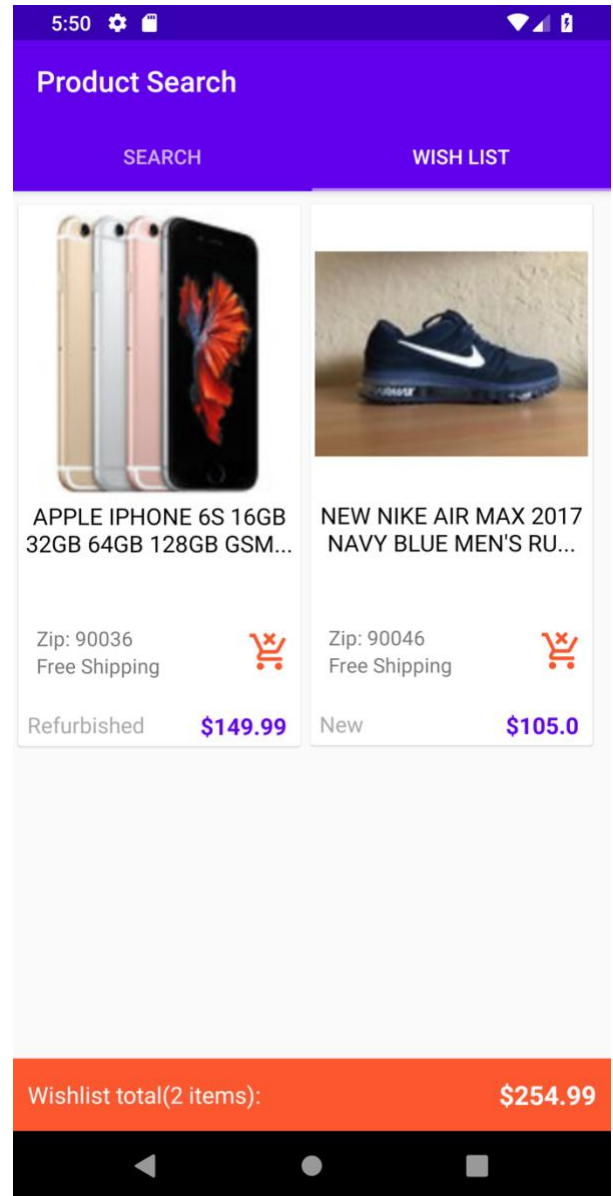 5:50
Product Search
SEARCH
WISH LIST
APPLE IPHONE 6S 16GB
32GB 64GB 128GB GSM...
Zip: 90036
Free Shipping
Refurbished
$149.99
NEW NIKE AIR MAX 2017
NAVY BLUE MEN'S RU...
Zip: 90046
Free Shipping
New
$105.0
Wishlist total(2 items):
$254.99